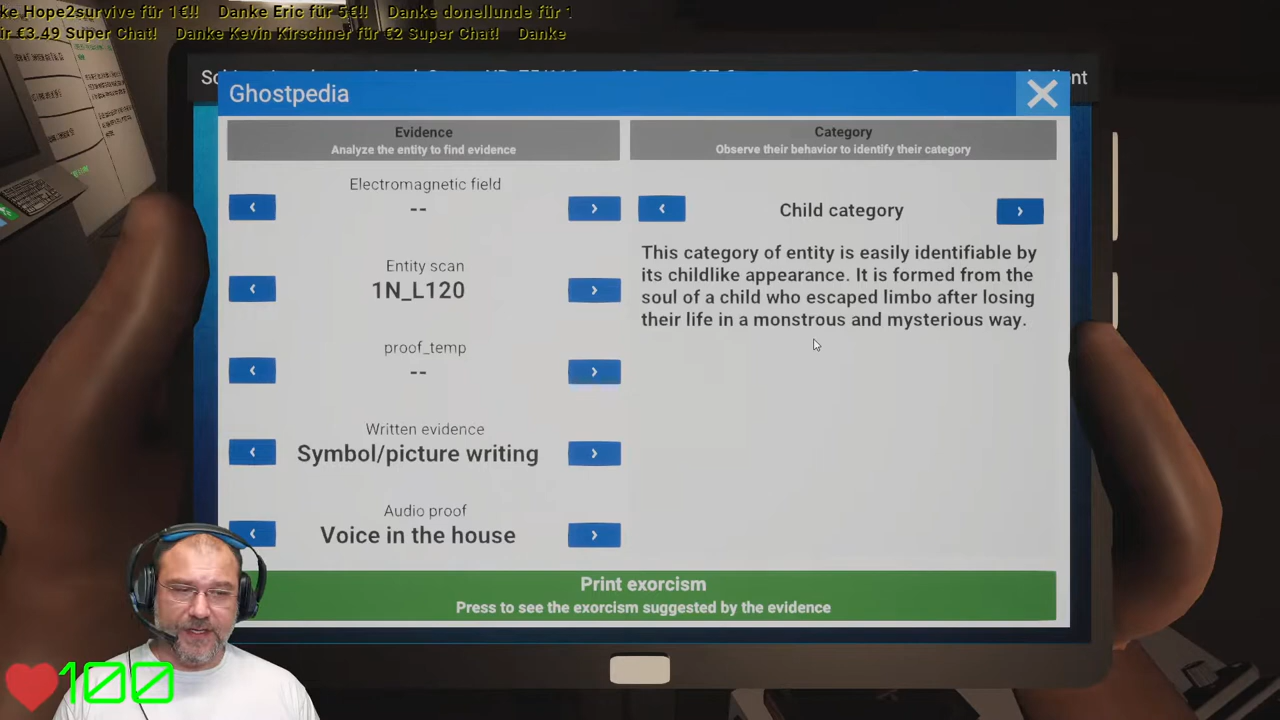 ke Hope2survive für 1€!! Danke Eric für 5€!! Danke donellunde für 1
ir €3.49 Super Chat! Danke Kevin Kirschner für €2 Super Chat! Danke
Ghostpedia
Evidence
Analyze the entity to find evidence
Category
Observe their behavior to identify their category
Electromagnetic field
--
Entity scan
1N_L120
proof_temp
--
Written evidence
Symbol/picture writing
Audio proof
Voice in the house
Child category
This category of entity is easily identifiable by
its childlike appearance. It is formed from the
soul of a child who escaped limbo after losing
their life in a monstrous and mysterious way.
Print exorcism
Press to see the exorcism suggested by the evidence
100